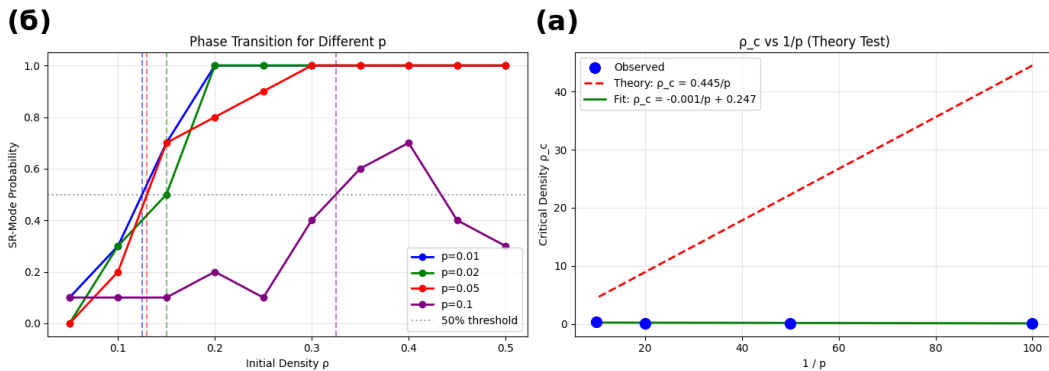 (б)
Phase Transition for Different p
SR-Mode Probability
1.0
0.8
0.6
0.4
0.2
0.0
0.1
0.2
0.3
0.4
0.5
Initial Density ρ
p=0.01
p=0.02
p=0.05
p=0.1
50% threshold
(а)
ρ_c vs 1/p (Theory Test)
Critical Density ρ_c
40
30
20
10
0
20
40
60
80
100
1 / p
Observed
Theory: ρ_c = 0.445/p
Fit: ρ_c = -0.001/p + 0.247